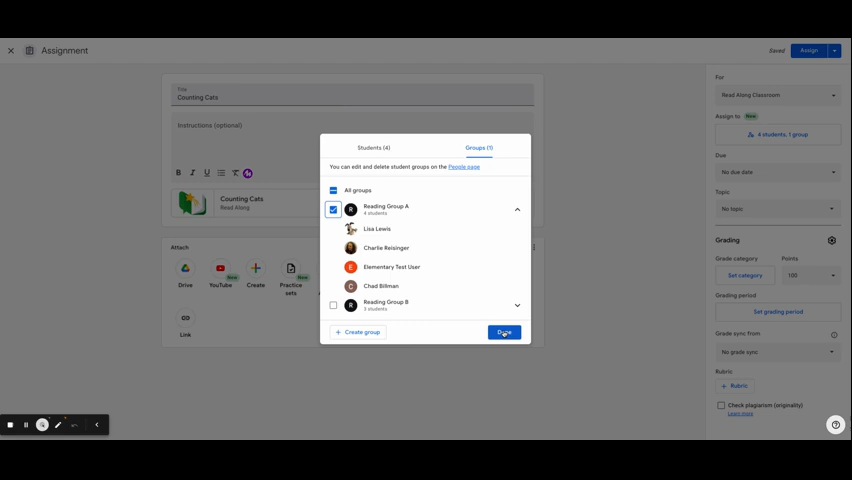 Assignment
Saved
Assign
Title
Counting Cats
Instructions (optional)
B I U
Counting Cats
Read Along
Attach
Drive
YouTube
New
Create
Practice
sets
New
Link
Students (4)
Groups (1)
You can edit and delete student groups on the People page
All groups
R
Reading Group A
4 students
Lisa Lewis
Charlie Reisinger
E
Elementary Test User
C
Chad Billman
R
Reading Group B
3 students
+ Create group
Done
For
Read Along Classroom
Assign to New
4 students, 1 group
Due
No due date
Topic
No topic
Grading
Grade category
Points
Set category
100
Grading period
Set grading period
Grade sync from
No grade sync
Rubric
+ Rubric
Check plagiarism (originality)
Learn more